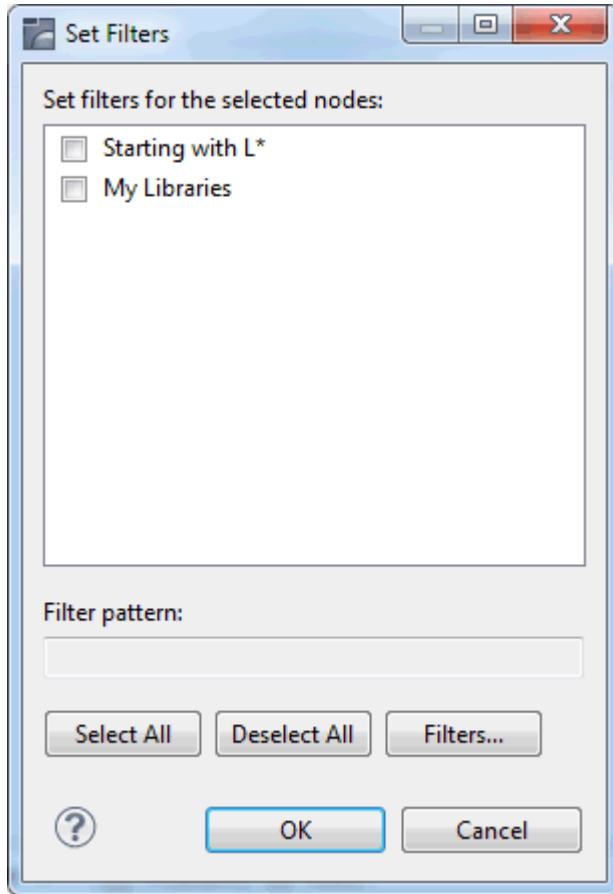 Set Filters
Set filters for the selected nodes:
Starting with L*
My Libraries
Filter pattern:
Select All Deselect All Filters...
? OK Cancel